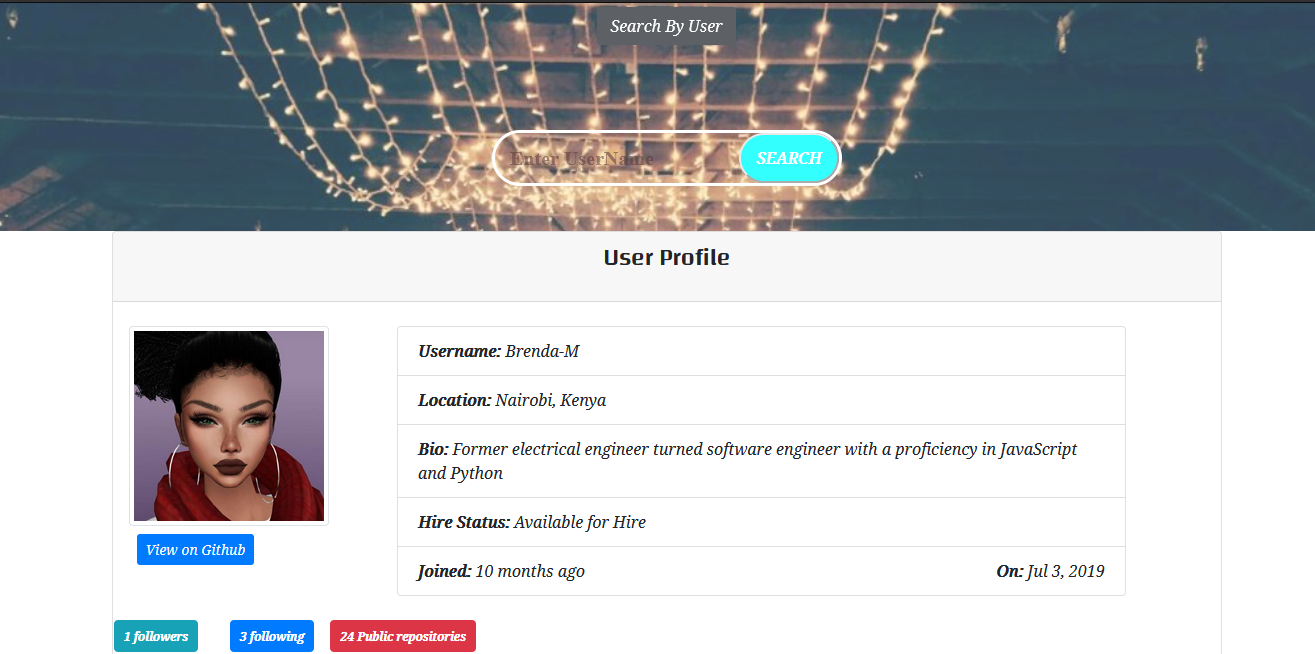 Search By User
Enter UserName
SEARCH
User Profile
Username: Brenda-M
Location: Nairobi, Kenya
Bio: Former electrical engineer turned software engineer with a proficiency in JavaScript
and Python
Hire Status: Available for Hire
Joined: 10 months ago On: Jul 3, 2019
View on Github
1 followers 3 following 24 Public repositories